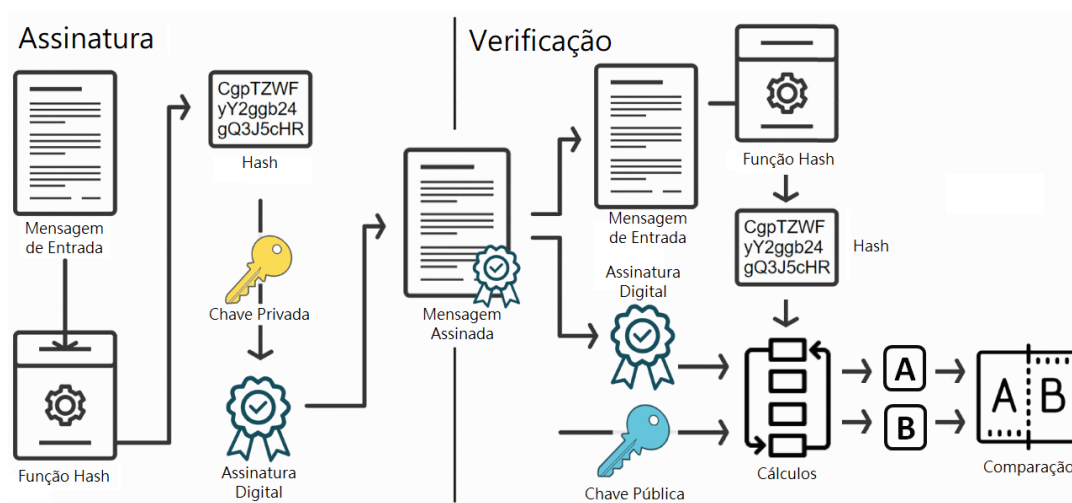 Assinatura
CgpTZWF
yY2ggb24
gQ3J5cHR
Hash
Mensagem
de Entrada
Chave Privada
Função Hash
Assinatura
Digital
Mensagem
Assinada
Verificação
Mensagem
de Entrada
Função Hash
CgpTZWF
yY2ggb24
gQ3J5cHR
Hash
Assinatura
Digital
Chave Pública
Cálculos
A
B
A B
Comparação